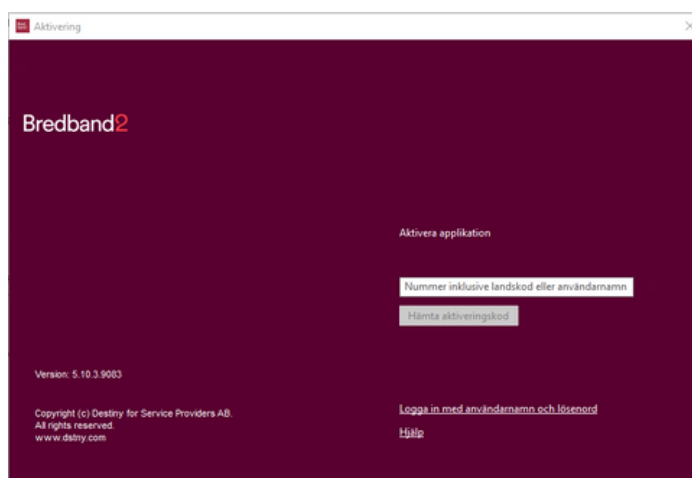 Aktivering
Bredband2
Aktivera applikation
Nummer inklusive landskod eller användarnamn
Hämta aktiveringskod
Version: 5.10.3.9083
Copyright (c) Destiny for Service Providers AB.
All rights reserved.
www.dstny.com
Logga in med användarnamn och lösenord
Hjälp